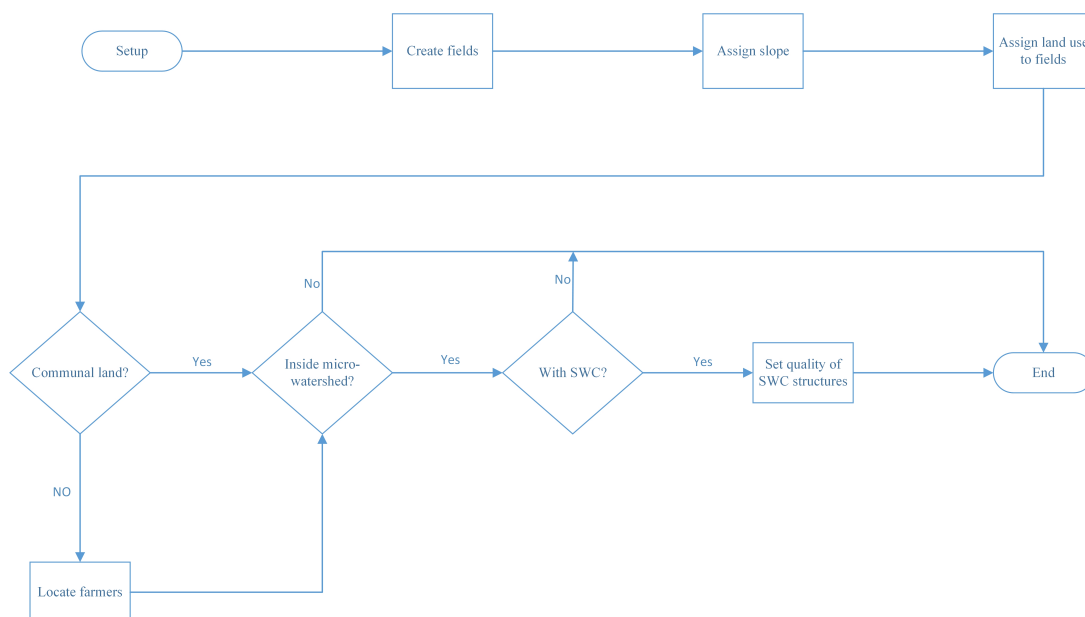 Setup
Create fields
Assign slope
Assign land use
to fields
No
No
Communal land?
Yes
Inside micro-
watershed?
Yes
With SWC?
Yes
Set quality of
SWC structures
End
NO
Locate farmers